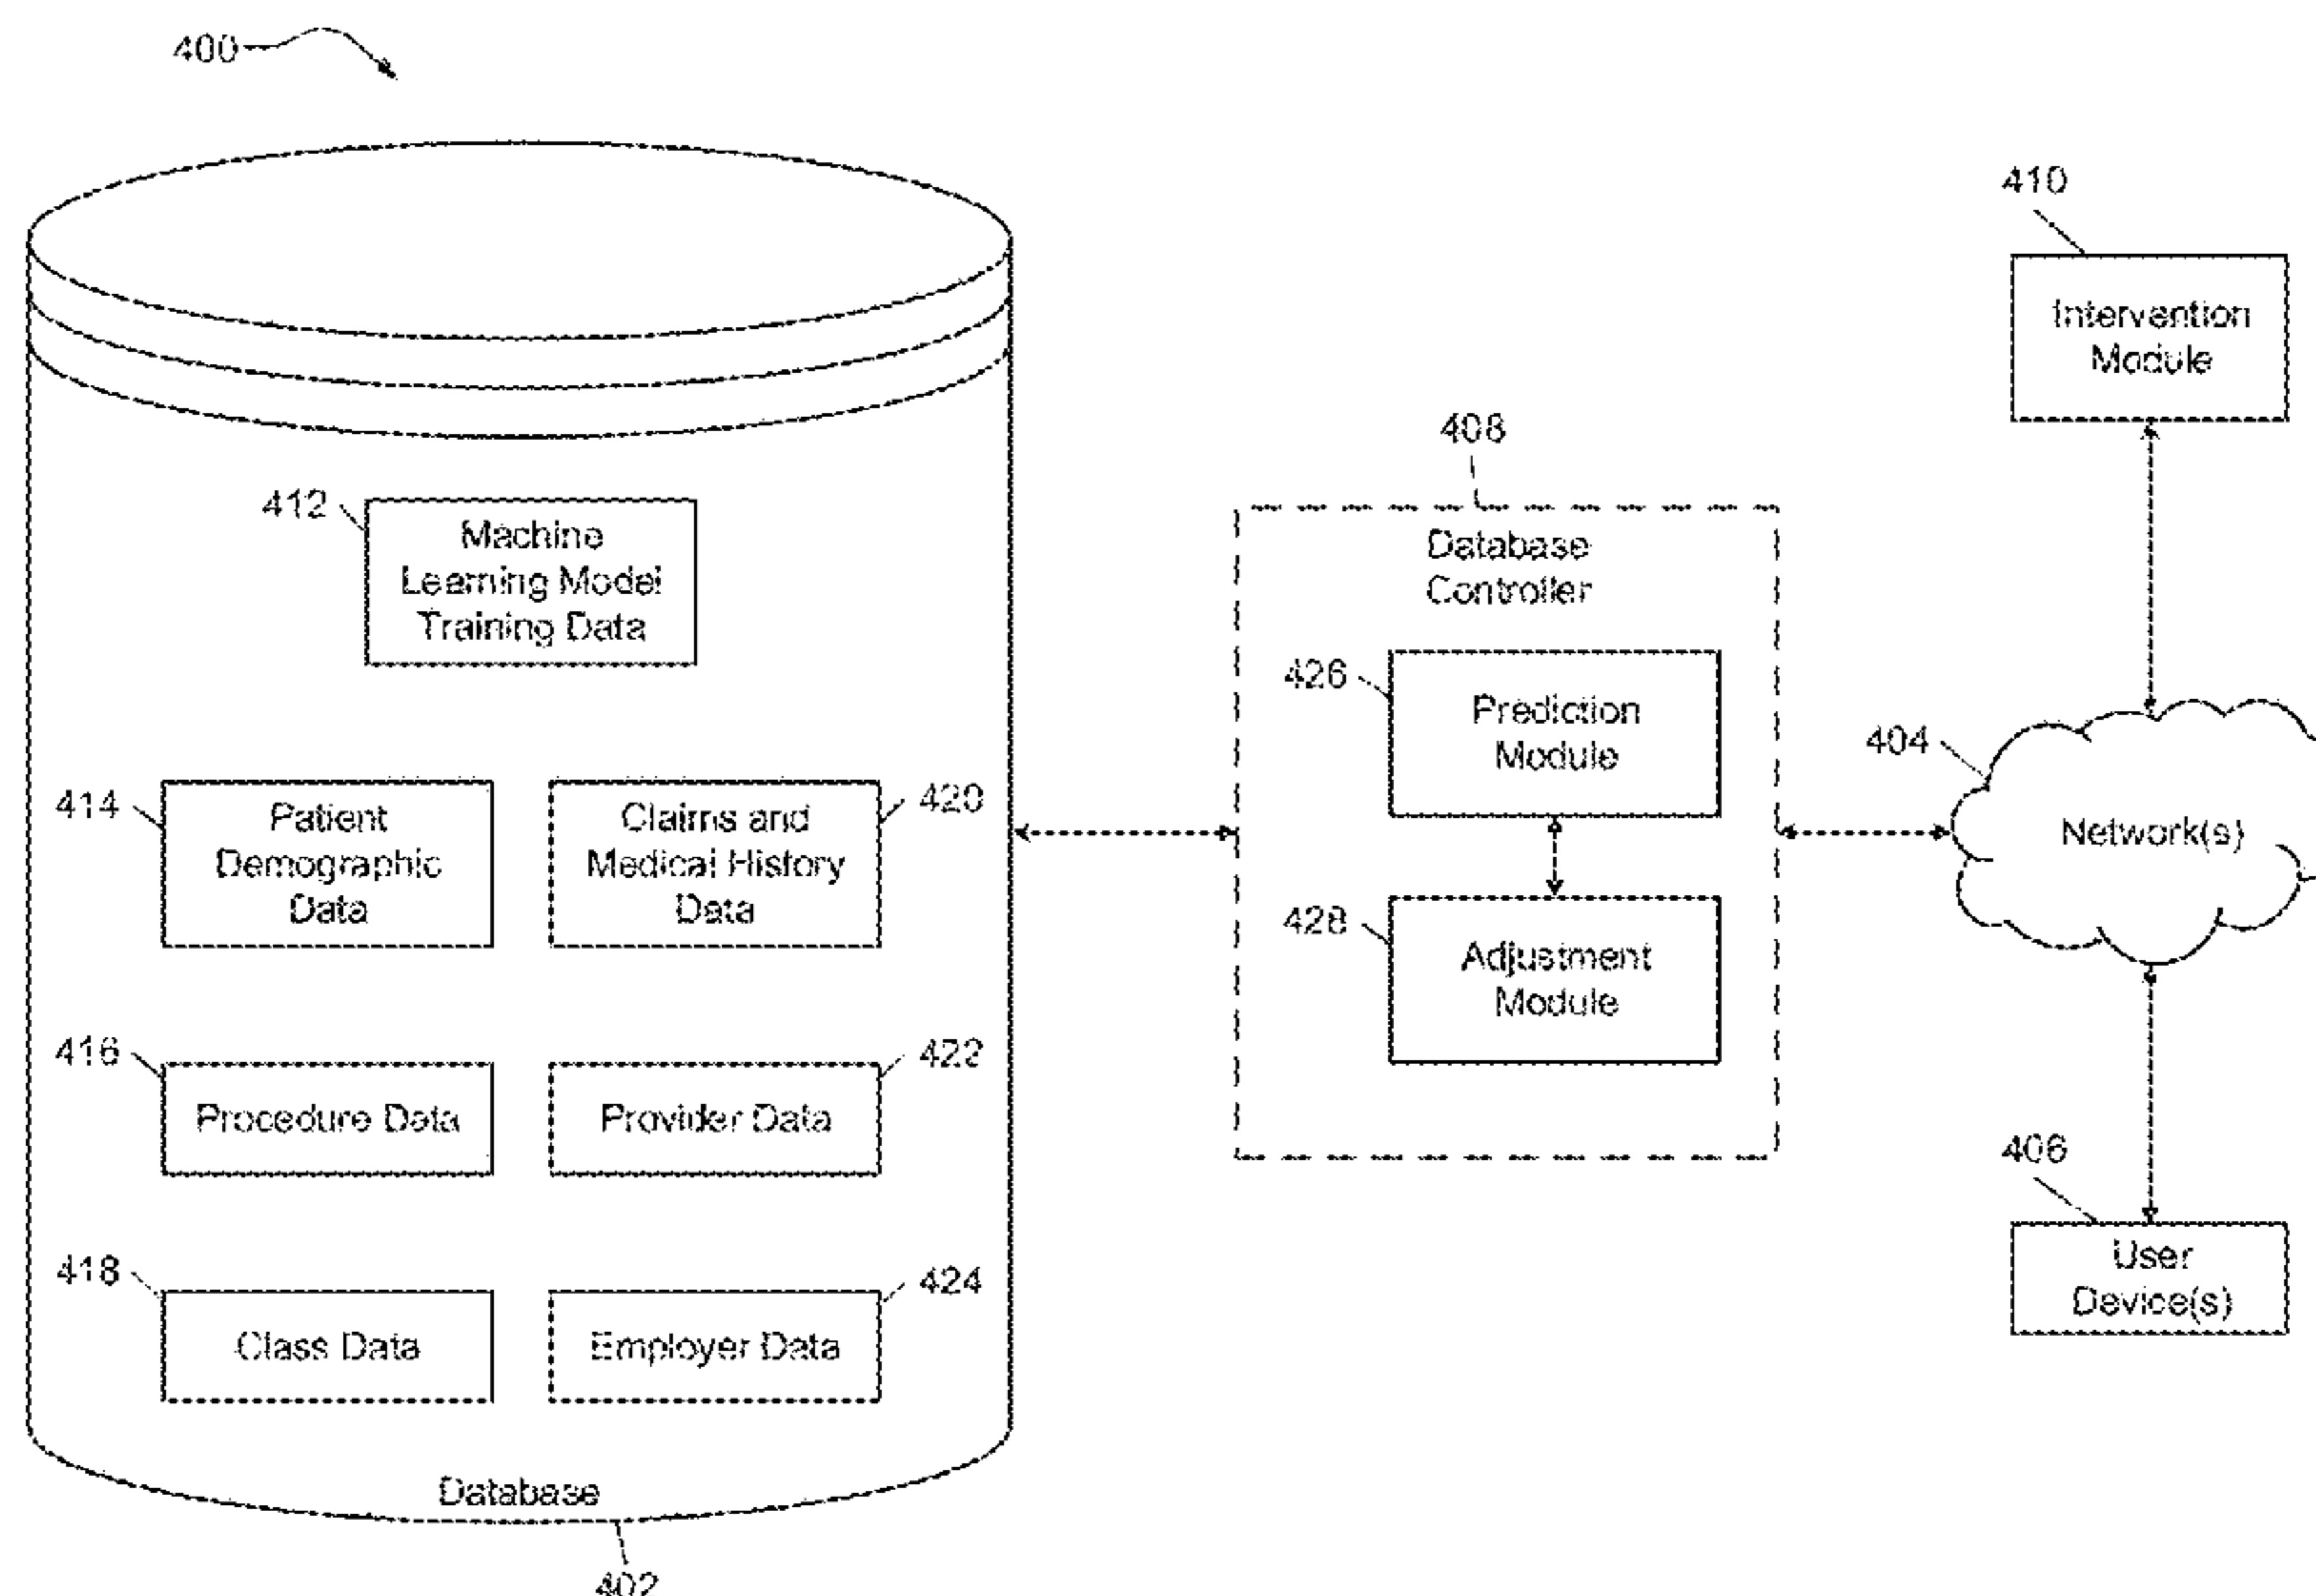 400
410
Intervention
Module
408
412
Machine
Learning Model
Training Data
Database
Controller
426
Prediction
Module
404
Network(s)
414
Patient
Demographic
Data
Claims and
Medical History
Data
420
428
Adjustment
Module
416
Procedure Data
Provider Data
422
406
User
Device(s)
418
Class Data
Employer Data
424
Database
402